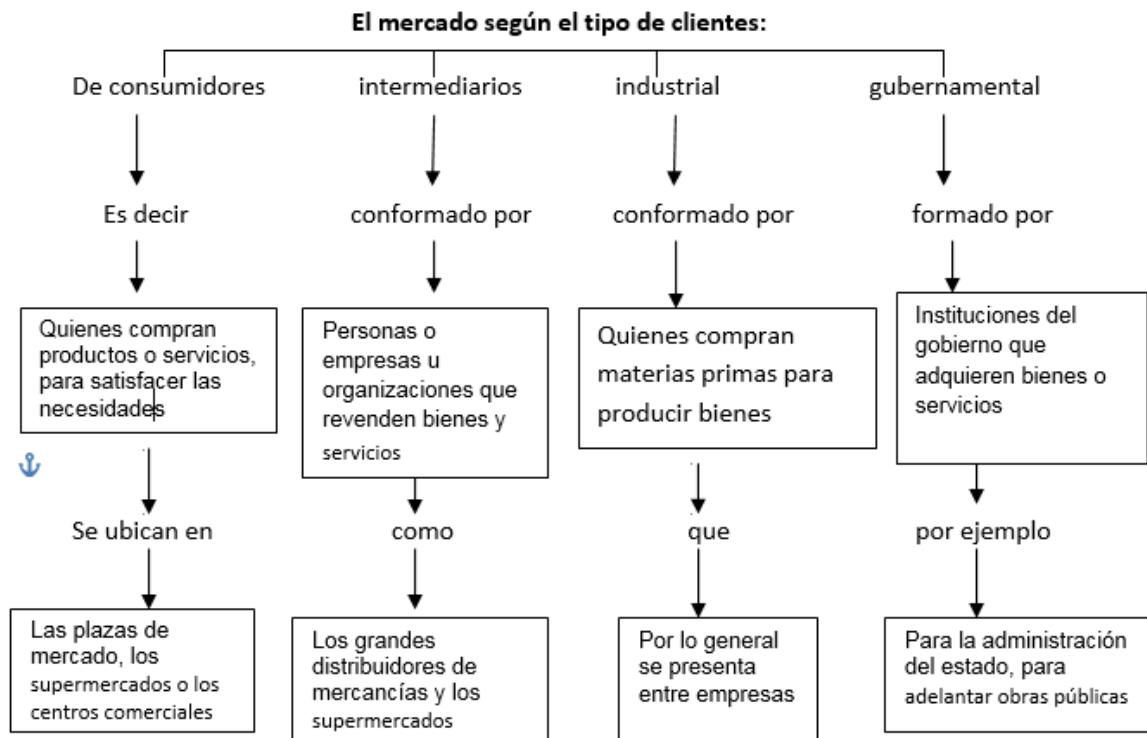 El mercado según el tipo de clientes:
De consumidores
intermediarios
industrial
gubernamental
Es decir
conformado por
conformado por
formado por
Quienes compran
productos o servicios,
para satisfacer las
necesidades
Personas o
empresas u
organizaciones que
revenden bienes y
servicios
Quienes compran
materias primas para
producir bienes
Instituciones del
gobierno que
adquieren bienes o
servicios
Se ubican en
como
que
por ejemplo
Las plazas de
mercado, los
supermercados o los
centros comerciales
Los grandes
distribuidores de
mercancías y los
supermercados
Por lo general
se presenta
entre empresas
Para la administración
del estado, para
adelantar obras públicas